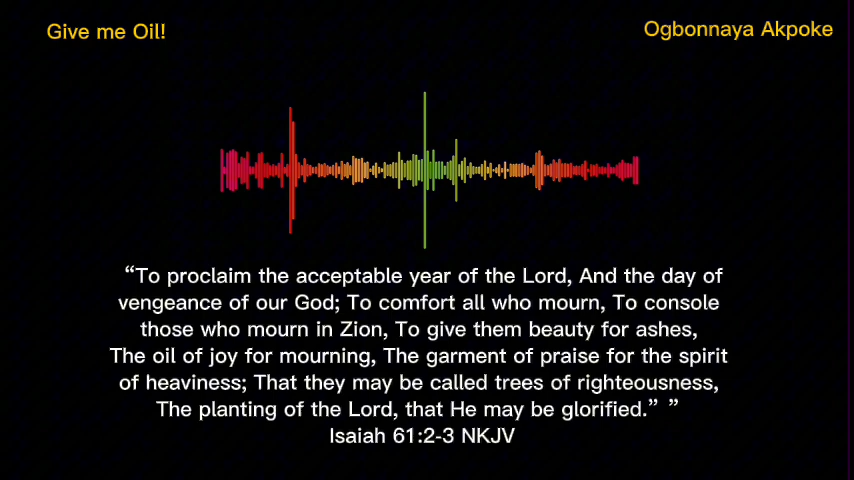 Give me Oil!
Ogbonnaya Akpoke
“To proclaim the acceptable year of the Lord, And the day of
vengeance of our God; To comfort all who mourn, To console
those who mourn in Zion, To give them beauty for ashes,
The oil of joy for mourning, The garment of praise for the spirit
of heaviness; That they may be called trees of righteousness,
The planting of the Lord, that He may be glorified.” ”
Isaiah 61:2-3 NKJV